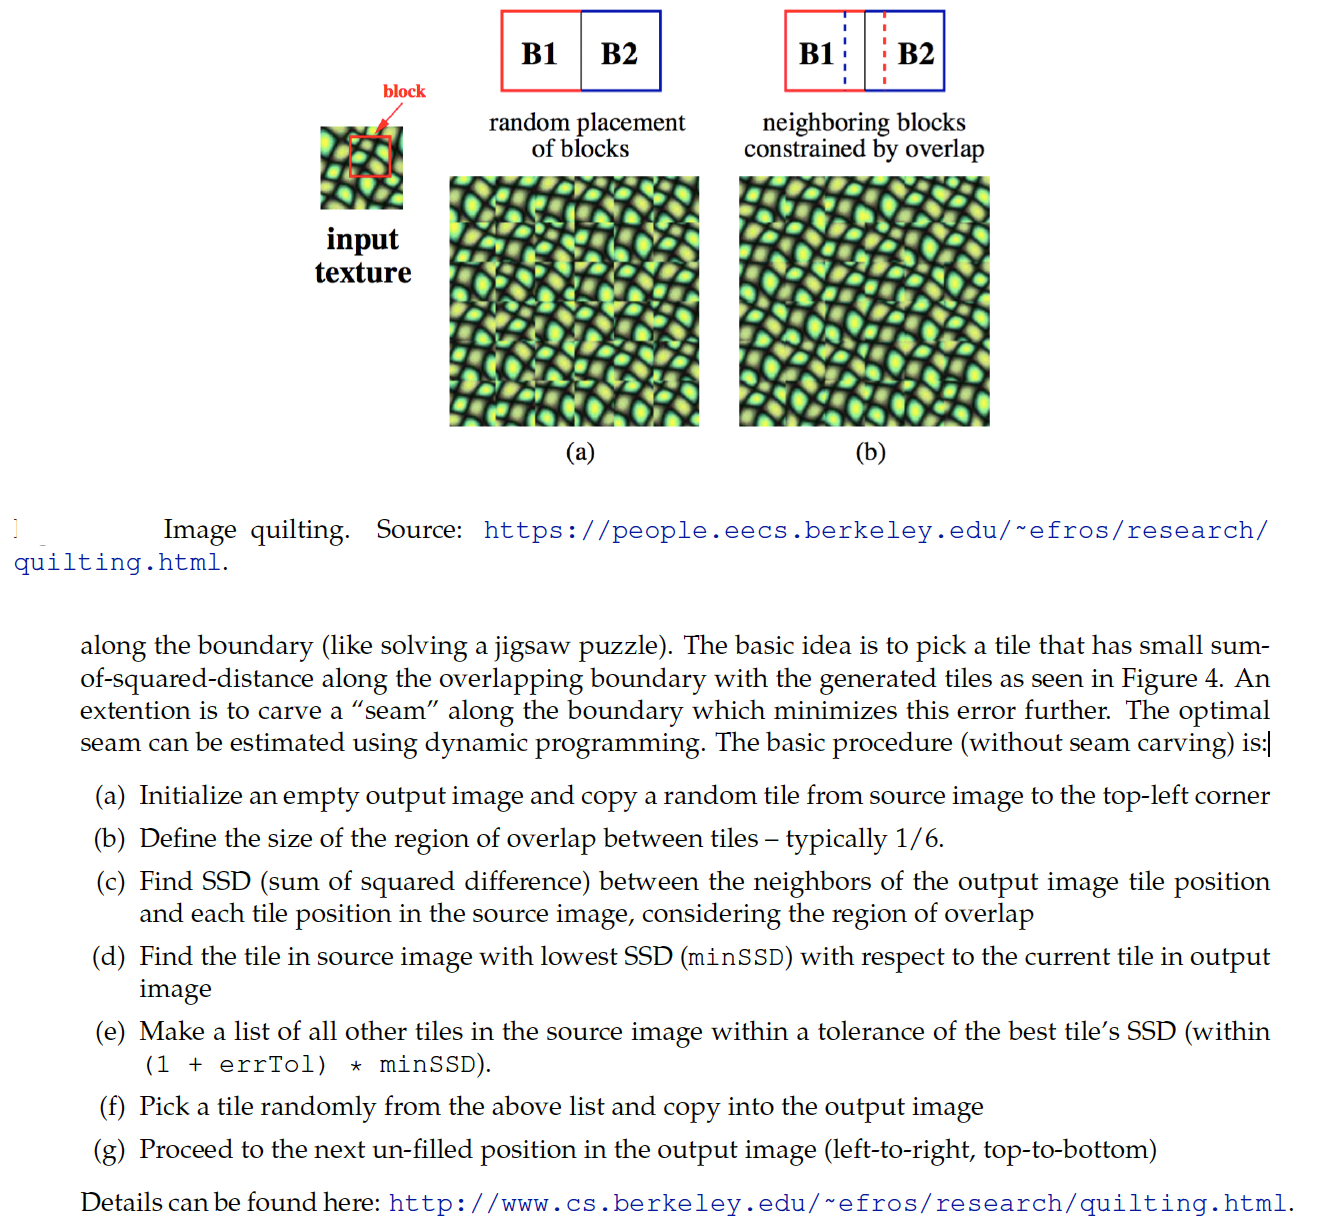 B1 B2
B1 B2
block
random placement
of blocks
neighboring blocks
constrained by overlap
input
texture
(a)
(b)
Image quilting. Source: https://people.eecs.berkeley.edu/~efros/research/
quilting.html.
along the boundary (like solving a jigsaw puzzle). The basic idea is to pick a tile that has small sum-
of-squared-distance along the overlapping boundary with the generated tiles as seen in Figure 4. An
extention is to carve a “seam” along the boundary which minimizes this error further. The optimal
seam can be estimated using dynamic programming. The basic procedure (without seam carving) is:
(a) Initialize an empty output image and copy a random tile from source image to the top-left corner
(b) Define the size of the region of overlap between tiles – typically 1/6.
(c) Find SSD (sum of squared difference) between the neighbors of the output image tile position
and each tile position in the source image, considering the region of overlap
(d) Find the tile in source image with lowest SSD (minSSD) with respect to the current tile in output
image
(e) Make a list of all other tiles in the source image within a tolerance of the best tile’s SSD (within
(1 + errTol) * minSSD).
(f) Pick a tile randomly from the above list and copy into the output image
(g) Proceed to the next un-filled position in the output image (left-to-right, top-to-bottom)
Details can be found here: http://www.cs.berkeley.edu/~efros/research/quilting.html.